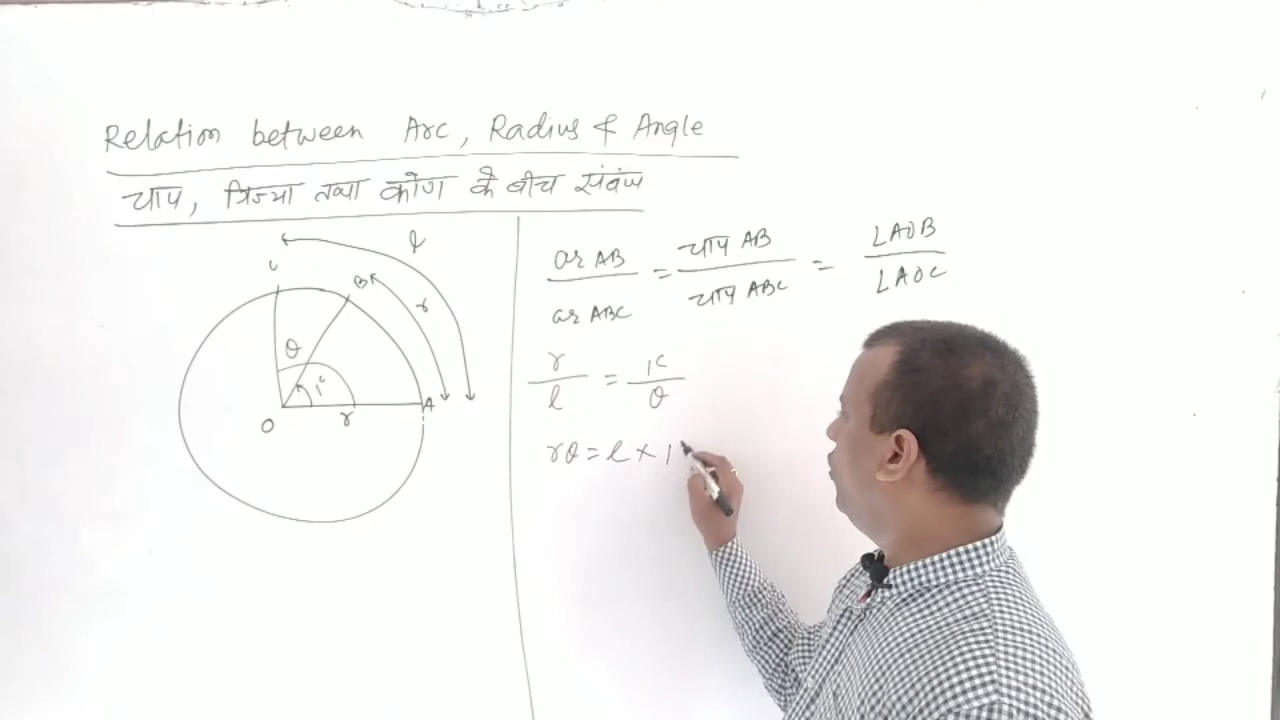 Relation between Arc, Radius & Angle
चाप, त्रिज्या तथा कोण के बीच संबंध
l
C
B
r
θ
1ᶜ
A
O
r
ar AB / ar ABC = चाप AB / चाप ABC = ∠AOB / ∠AOC
r / l = 1ᶜ / θ
rθ = l × 1